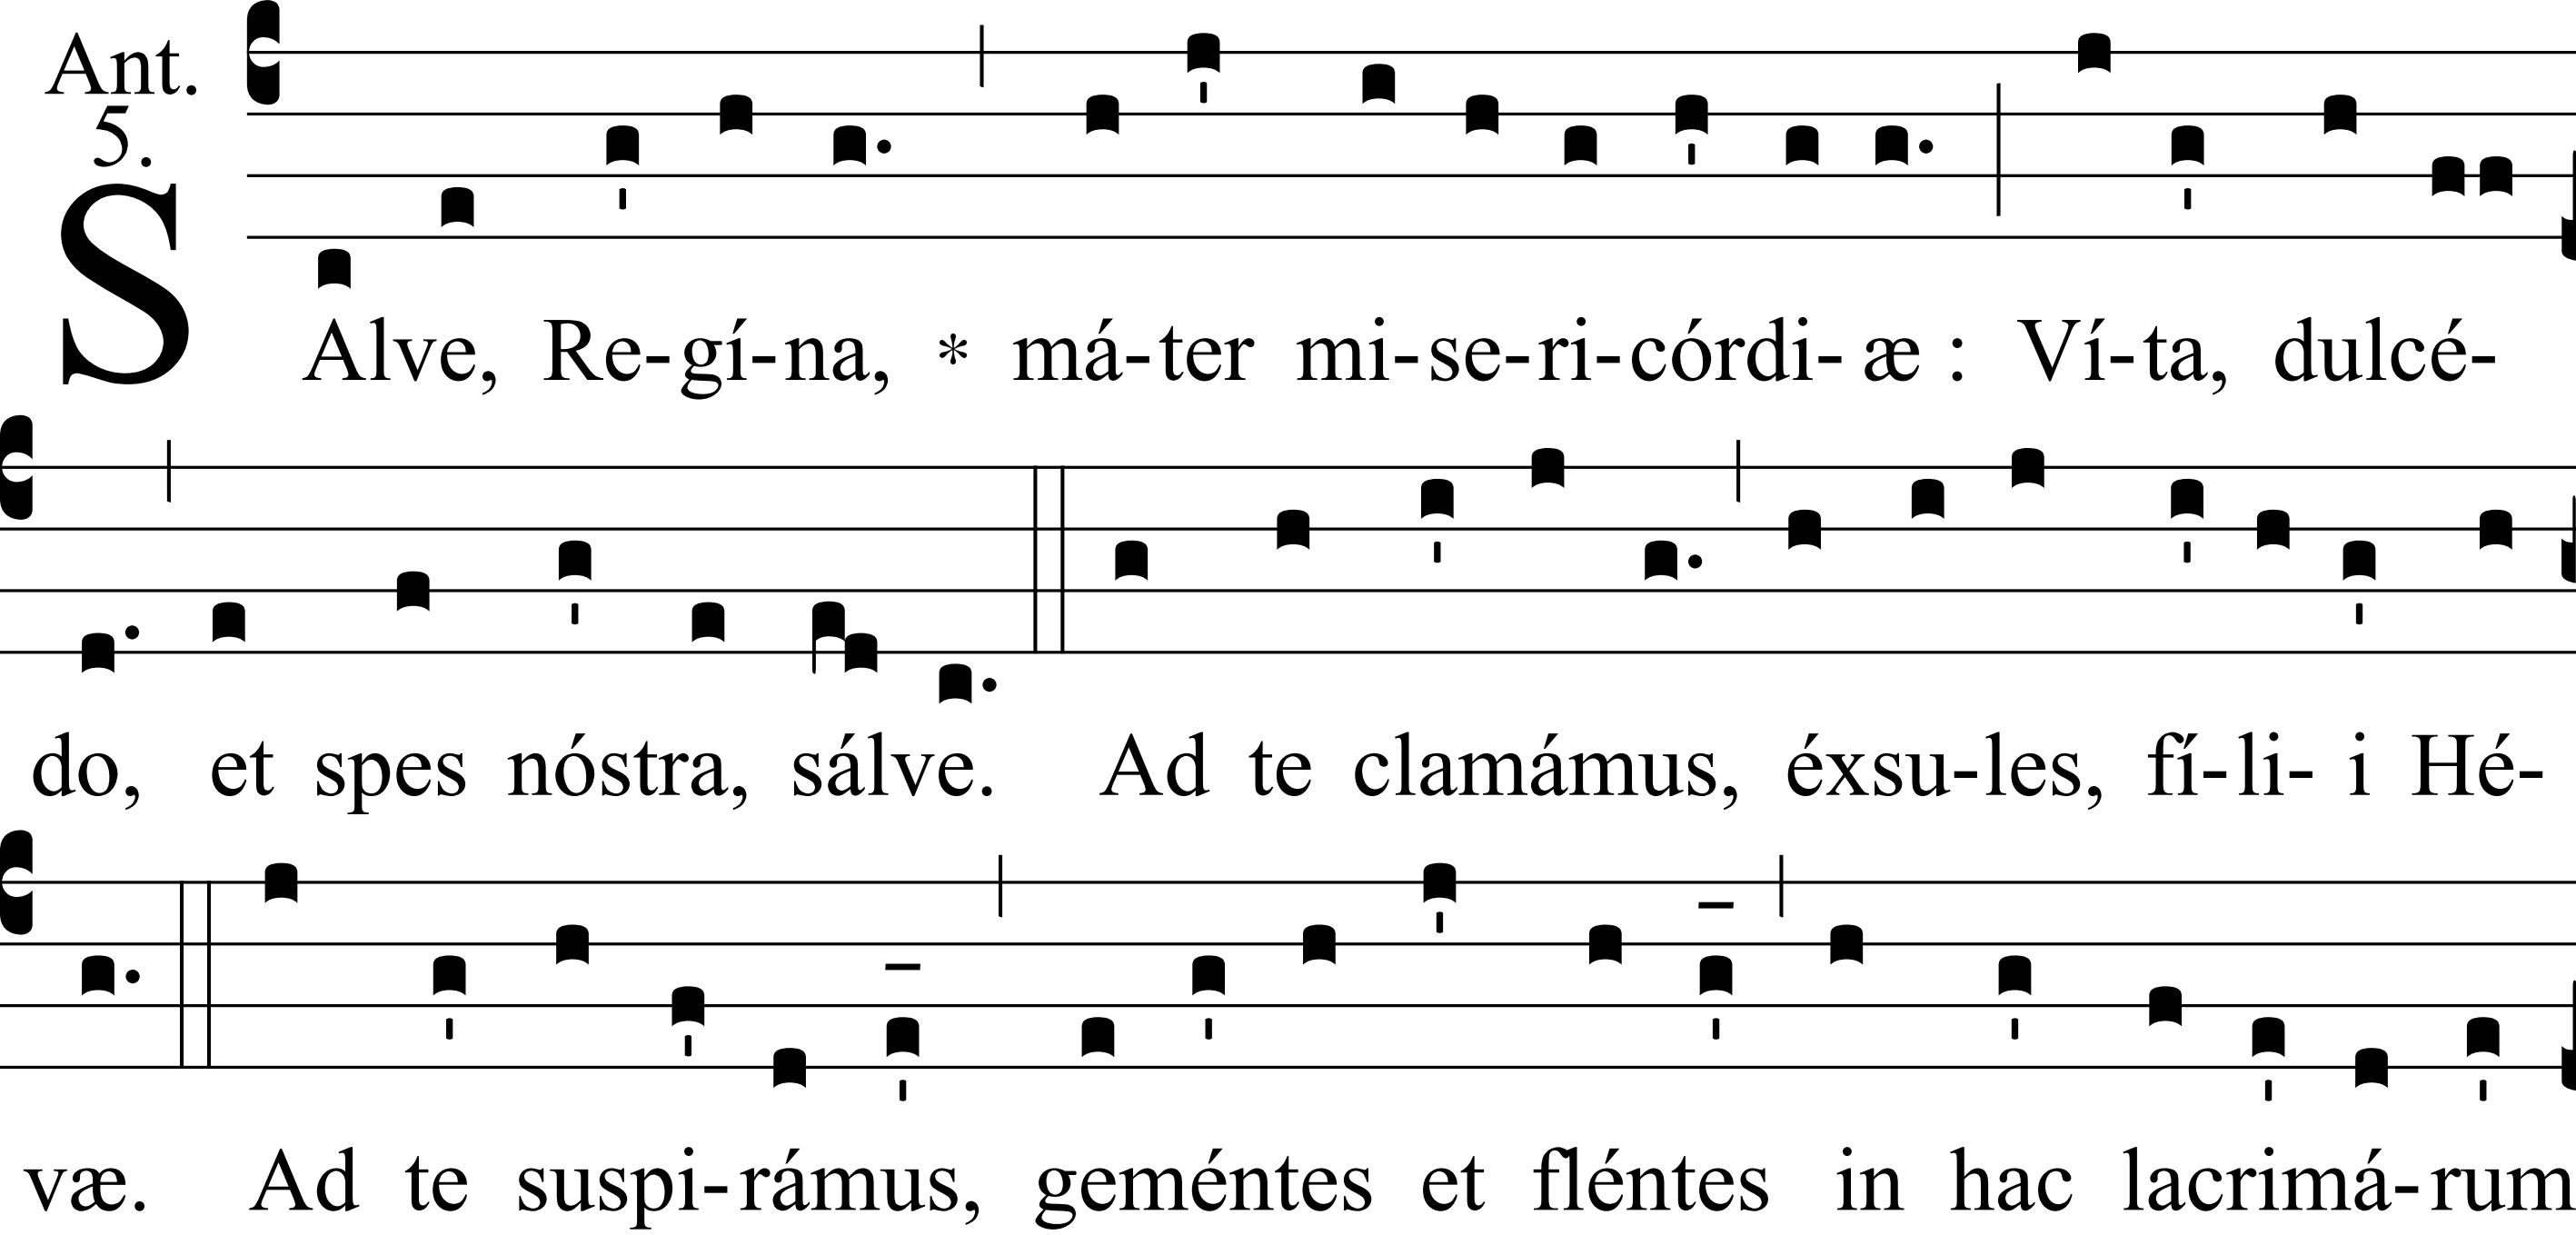 Ant.
5.
SAlve, Re-gí-na, * má-ter mi-se-ri-córdi- æ : Ví-ta, dulcé-
do, et spes nóstra, sálve. Ad te clamámus, éxsu-les, fí-li- i Hé-
væ. Ad te suspi-rámus, geméntes et fléntes in hac lacrimá-rum